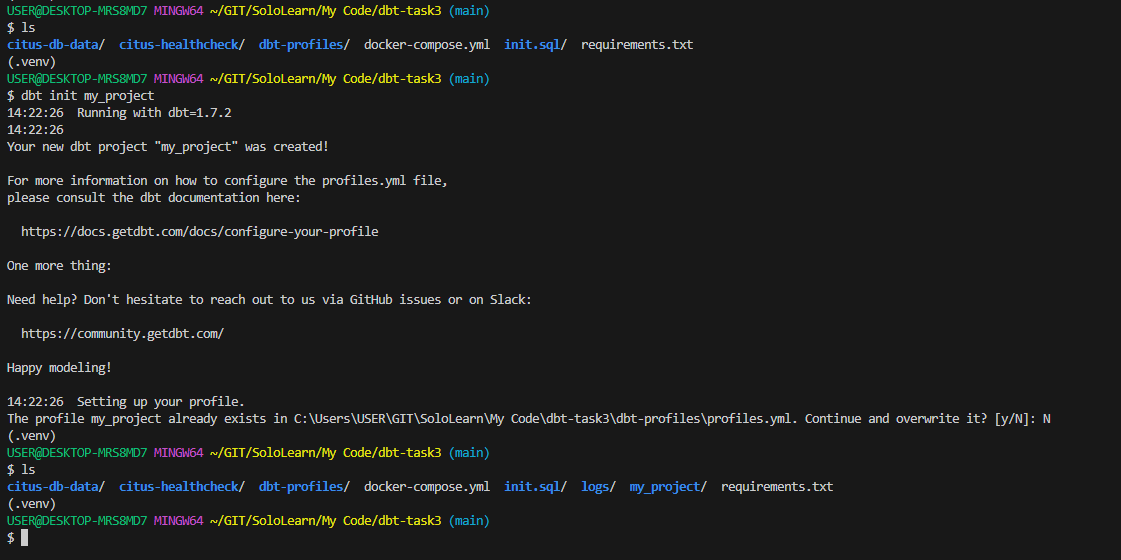 USER@DESKTOP-MRS8MD7 MINGW64 ~/GIT/SoloLearn/My Code/dbt-task3 (main)
$ ls
citus-db-data/ citus-healthcheck/ dbt-profiles/ docker-compose.yml init.sql/ requirements.txt
(.venv)
USER@DESKTOP-MRS8MD7 MINGW64 ~/GIT/SoloLearn/My Code/dbt-task3 (main)
$ dbt init my_project
14:22:26 Running with dbt=1.7.2
14:22:26
Your new dbt project "my_project" was created!
For more information on how to configure the profiles.yml file,
please consult the dbt documentation here:
https://docs.getdbt.com/docs/configure-your-profile
One more thing:
Need help? Don't hesitate to reach out to us via GitHub issues or on Slack:
https://community.getdbt.com/
Happy modeling!
14:22:26 Setting up your profile.
The profile my_project already exists in C:\Users\USER\GIT\SoloLearn\My Code\dbt-task3\dbt-profiles\profiles.yml. Continue and overwrite it? [y/N]: N
(.venv)
USER@DESKTOP-MRS8MD7 MINGW64 ~/GIT/SoloLearn/My Code/dbt-task3 (main)
$ ls
citus-db-data/ citus-healthcheck/ dbt-profiles/ docker-compose.yml init.sql/ logs/ my_project/ requirements.txt
(.venv)
USER@DESKTOP-MRS8MD7 MINGW64 ~/GIT/SoloLearn/My Code/dbt-task3 (main)
$